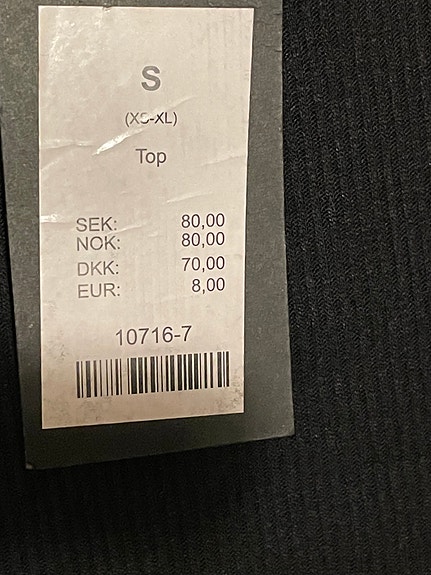 S
(XS-XL)
Top
SEK: 80,00
NOK: 80,00
DKK: 70,00
EUR: 8,00
10716-7